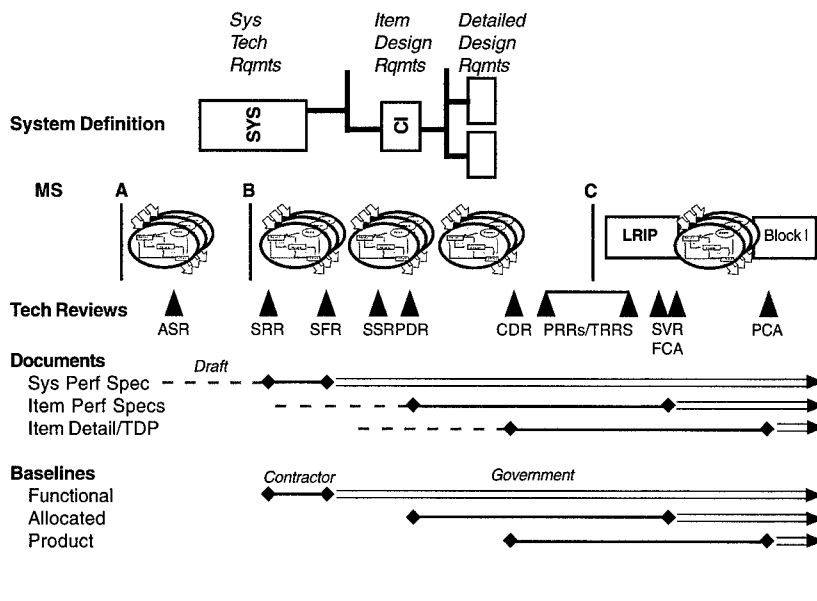 Sys Tech Rqmts
Item Design Rqmts
Detailed Design Rqmts
System Definition
SYS
CI
MS A B C
LRIP
Block I
Tech Reviews
ASR SRR SFR SSR PDR CDR PRRs/TRRS SVR FCA PCA
Documents
Draft
Sys Perf Spec
Item Perf Specs
Item Detail/TDP
Baselines
Contractor
Government
Functional
Allocated
Product